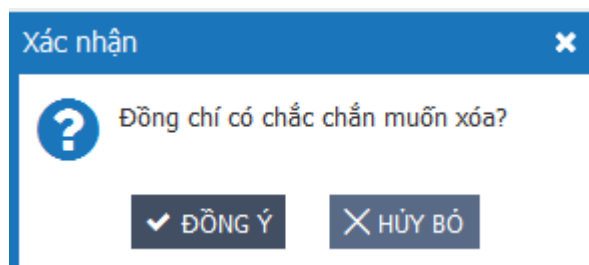 Xác nhận
Đồng chí có chắc chắn muốn xóa?
ĐỒNG Ý
HỦY BỎ